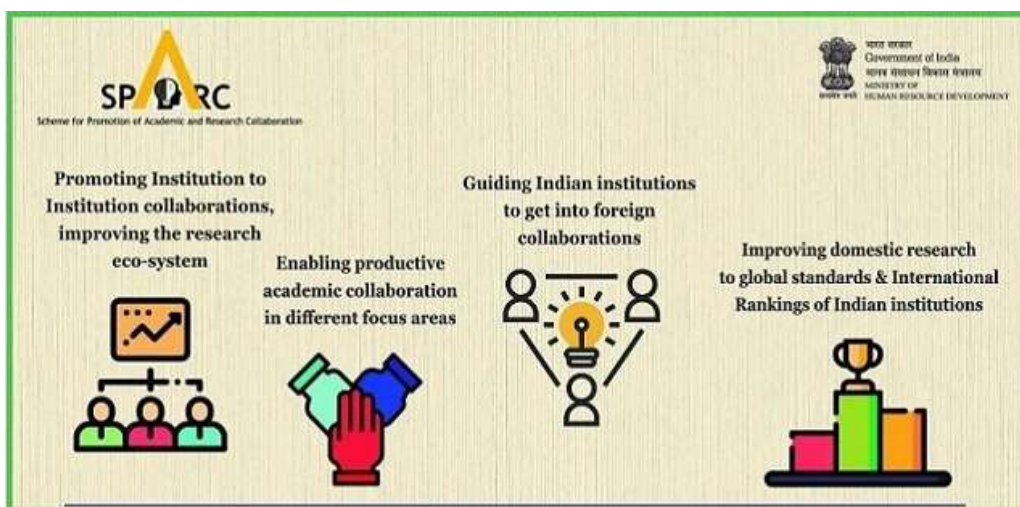 SPARC
Scheme for Promotion of Academic and Research Collaboration
भारत सरकार
Government of India
मानव संसाधन विकास मंत्रालय
MINISTRY OF
HUMAN RESOURCE DEVELOPMENT
सत्यमेव जयते
Promoting Institution to
Institution collaborations,
improving the research
eco-system
Enabling productive
academic collaboration
in different focus areas
Guiding Indian institutions
to get into foreign
collaborations
Improving domestic research
to global standards & International
Rankings of Indian institutions